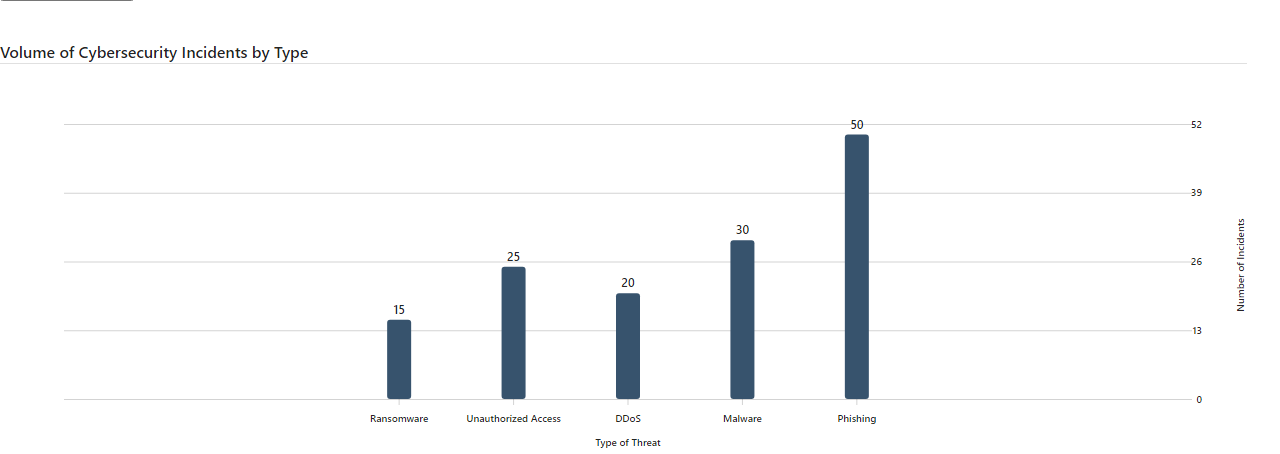 Volume of Cybersecurity Incidents by Type
50
52
39
30
25
26
20
15
13
0
Number of Incidents
Ransomware
Unauthorized Access
DDoS
Malware
Phishing
Type of Threat